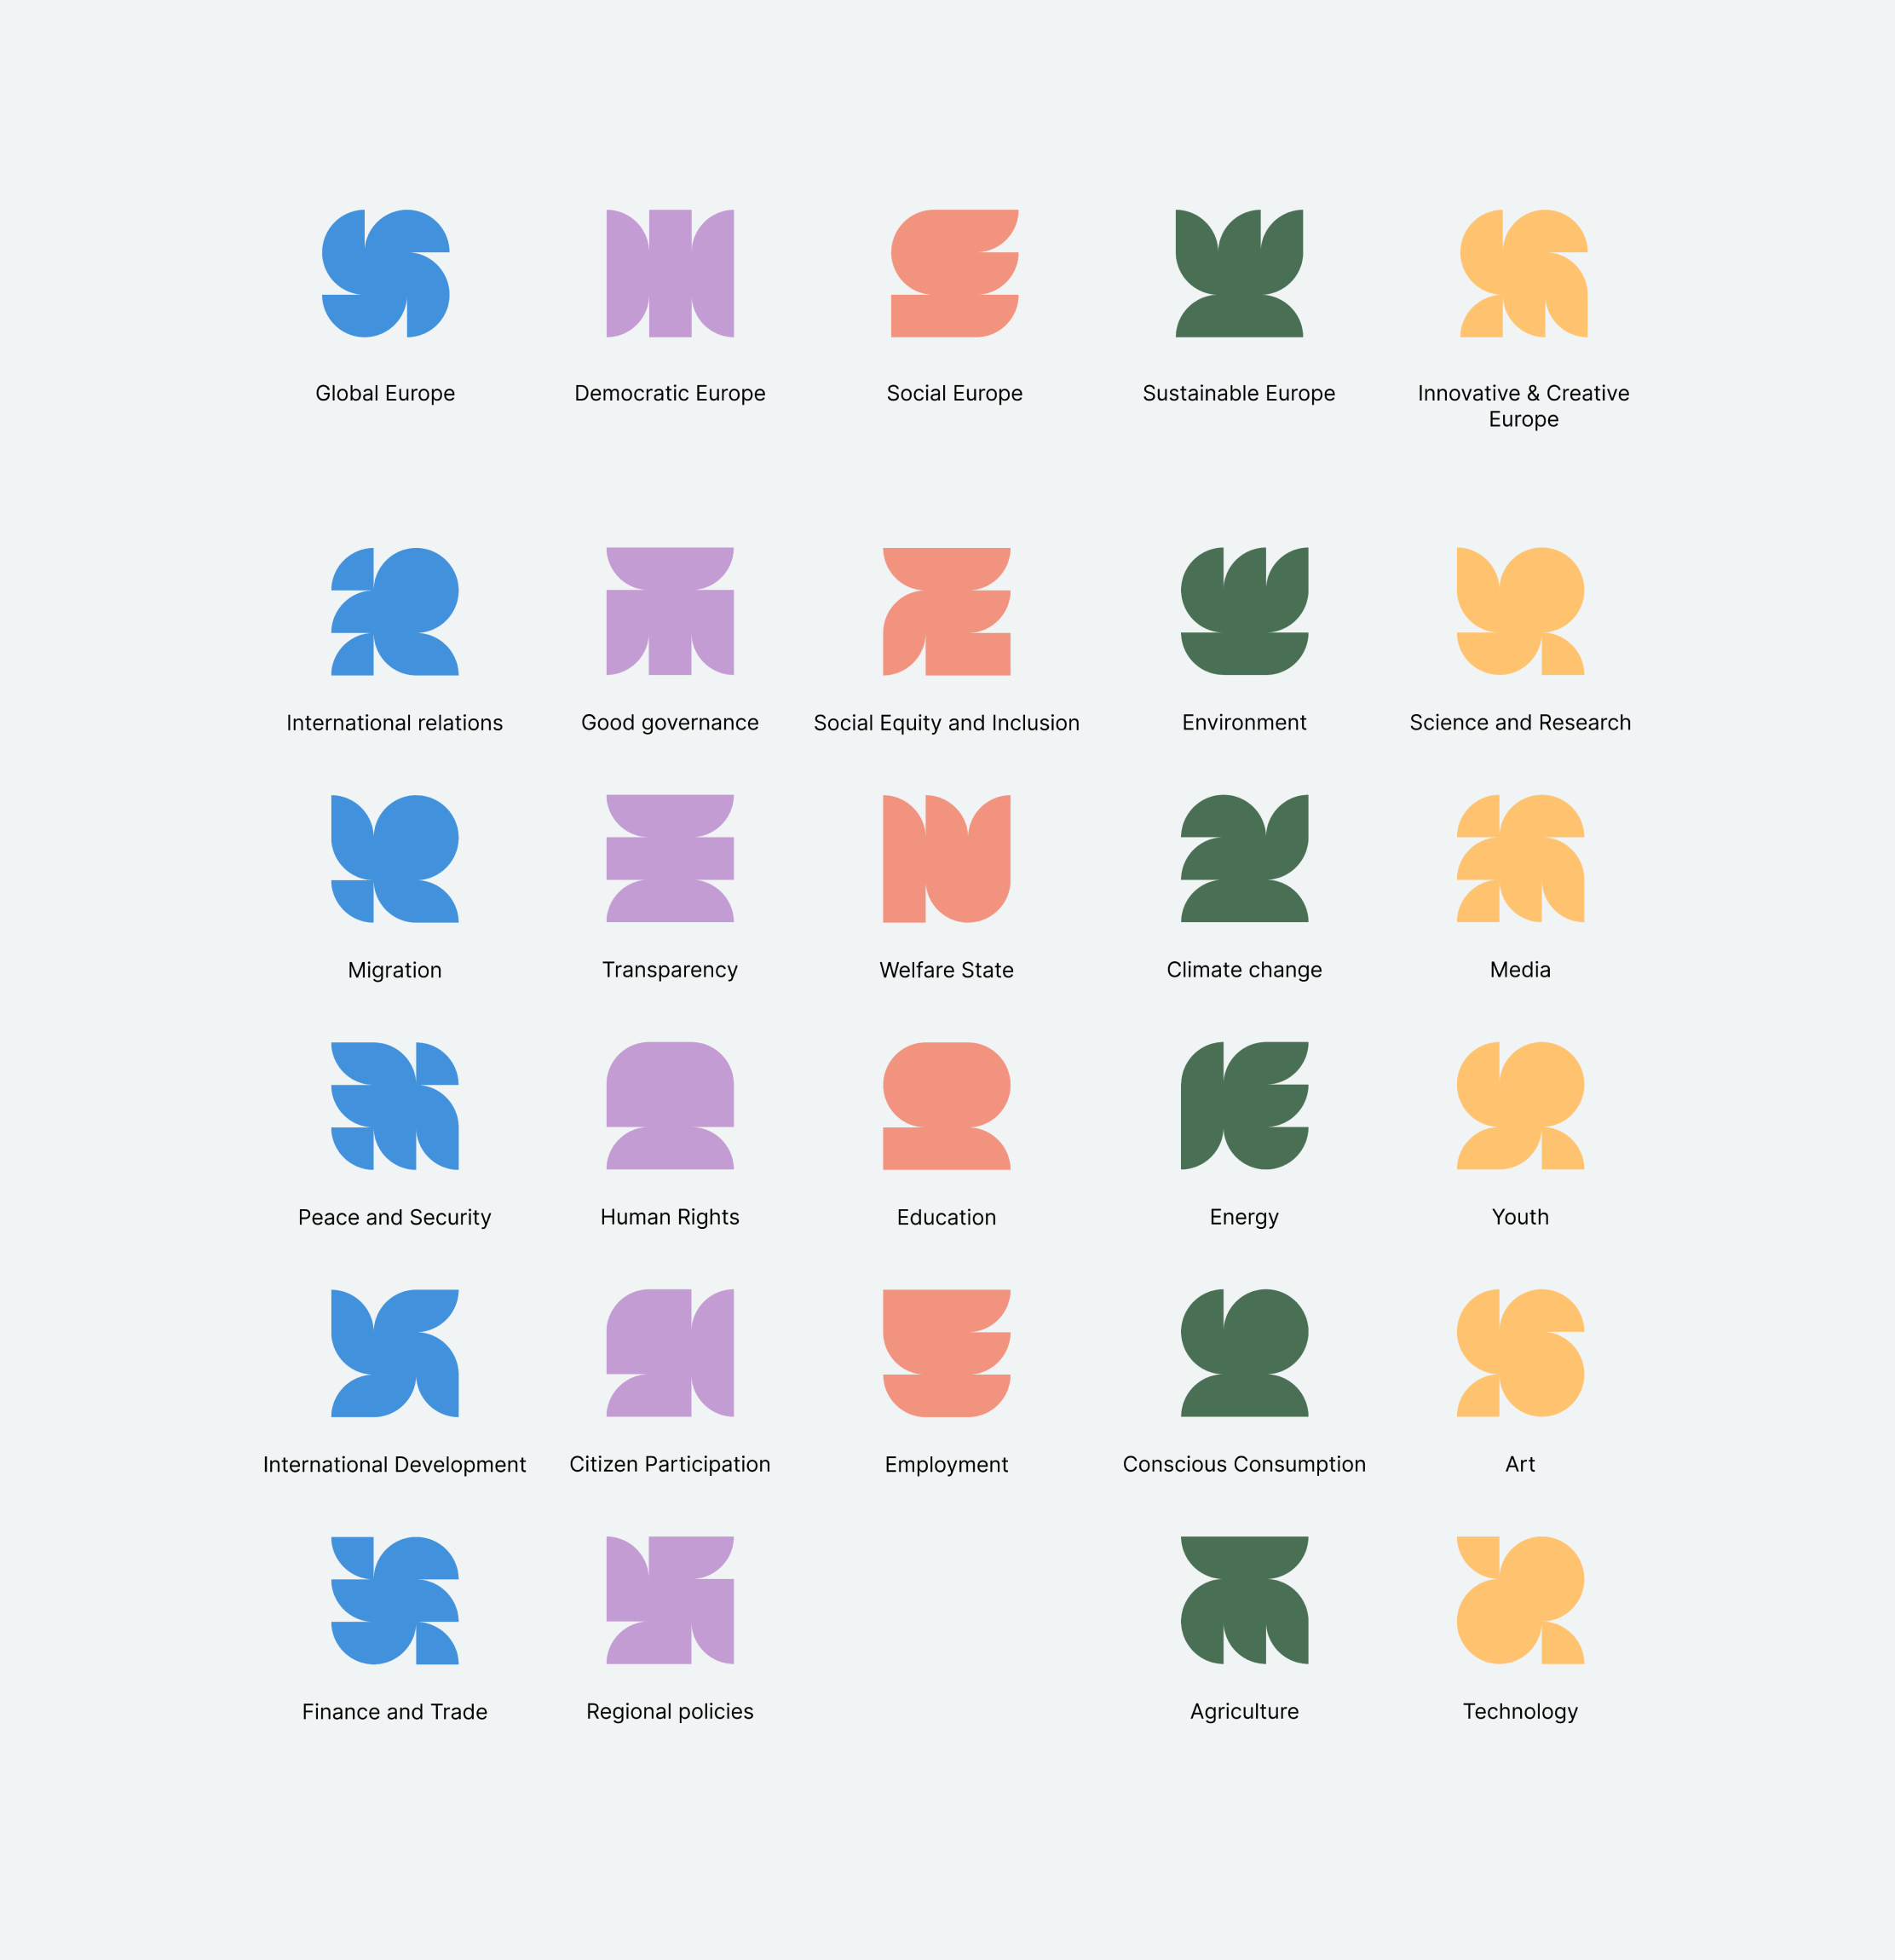 Global Europe
Democratic Europe
Social Europe
Sustainable Europe
Innovative & Creative
Europe
International relations
Good governance
Social Equity and Inclusion
Environment
Science and Research
Migration
Transparency
Welfare State
Climate change
Media
Peace and Security
Human Rights
Education
Energy
Youth
International Development
Citizen Participation
Employment
Conscious Consumption
Art
Finance and Trade
Regional policies
Agriculture
Technology